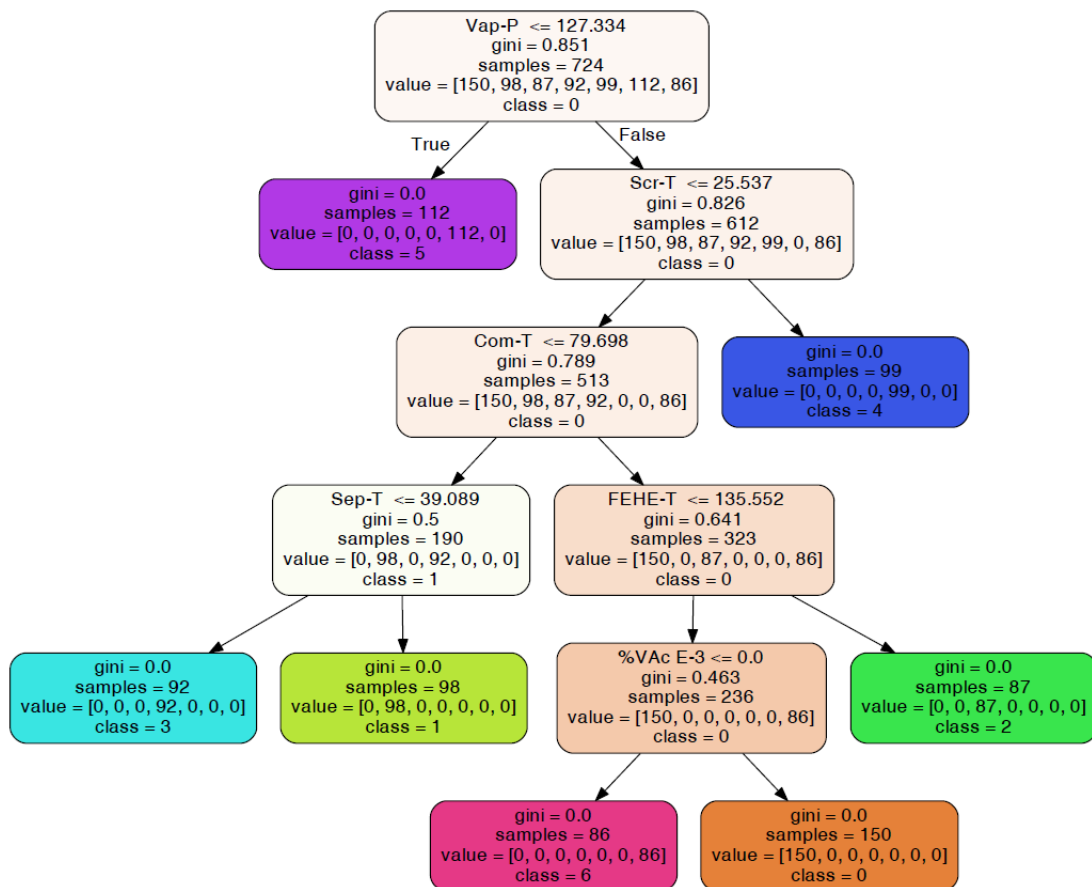 Vap-P <= 127.334
gini = 0.851
samples = 724
value = [150, 98, 87, 92, 99, 112, 86]
class = 0
True
False
gini = 0.0
samples = 112
value = [0, 0, 0, 0, 0, 112, 0]
class = 5
Scr-T <= 25.537
gini = 0.826
samples = 612
value = [150, 98, 87, 92, 99, 0, 86]
class = 0
Com-T <= 79.698
gini = 0.789
samples = 513
value = [150, 98, 87, 92, 0, 0, 86]
class = 0
gini = 0.0
samples = 99
value = [0, 0, 0, 0, 99, 0, 0]
class = 4
Sep-T <= 39.089
gini = 0.5
samples = 190
value = [0, 98, 0, 92, 0, 0, 0]
class = 1
FEHE-T <= 135.552
gini = 0.641
samples = 323
value = [150, 0, 87, 0, 0, 0, 86]
class = 0
gini = 0.0
samples = 92
value = [0, 0, 0, 92, 0, 0, 0]
class = 3
gini = 0.0
samples = 98
value = [0, 98, 0, 0, 0, 0, 0]
class = 1
%VAc E-3 <= 0.0
gini = 0.463
samples = 236
value = [150, 0, 0, 0, 0, 0, 86]
class = 0
gini = 0.0
samples = 87
value = [0, 0, 87, 0, 0, 0, 0]
class = 2
gini = 0.0
samples = 86
value = [0, 0, 0, 0, 0, 0, 86]
class = 6
gini = 0.0
samples = 150
value = [150, 0, 0, 0, 0, 0, 0]
class = 0